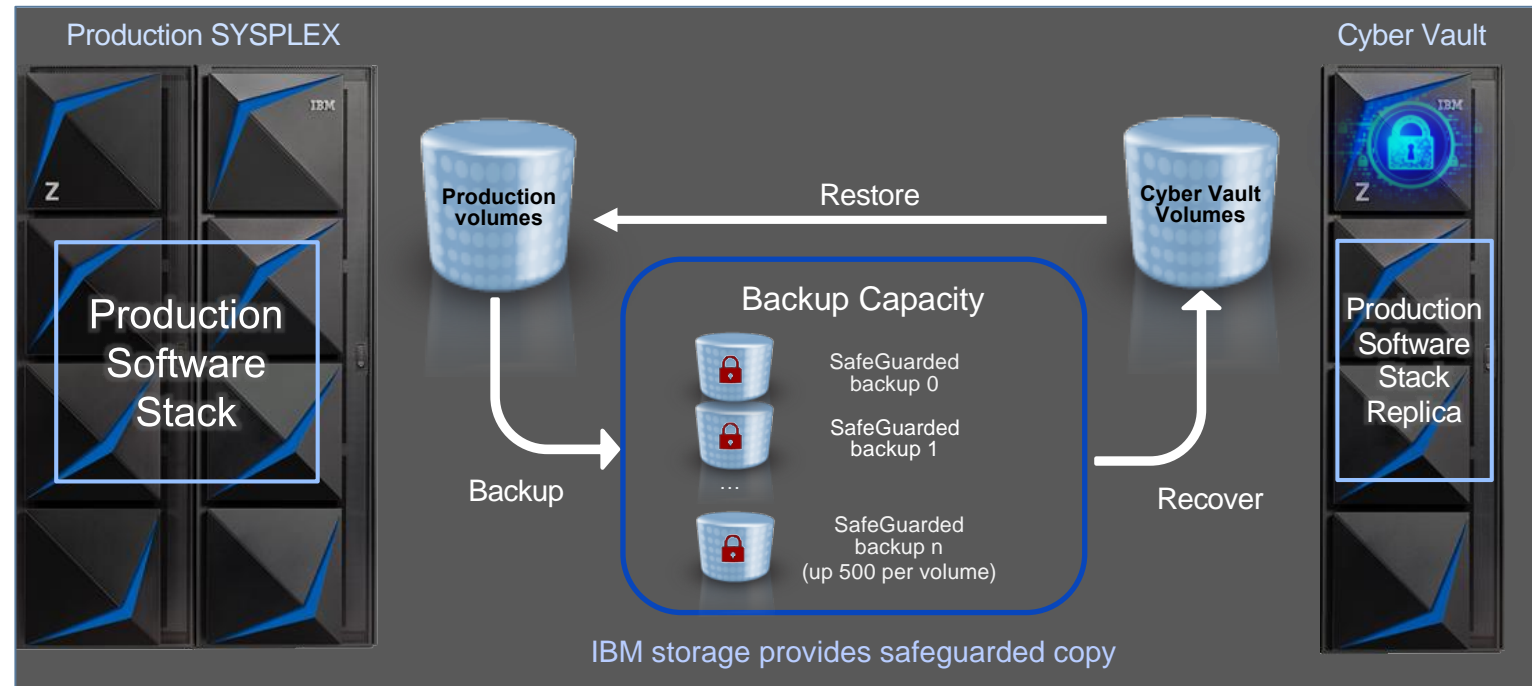 Production SYSPLEX
Cyber Vault
IBM
Z
Production
Software
Stack
Production
volumes
Restore
Cyber Vault
Volumes
IBM
Z
Production
Software
Stack
Replica
Backup Capacity
SafeGuarded
backup 0
SafeGuarded
backup 1
...
SafeGuarded
backup n
(up 500 per volume)
Backup
Recover
IBM storage provides safeguarded copy